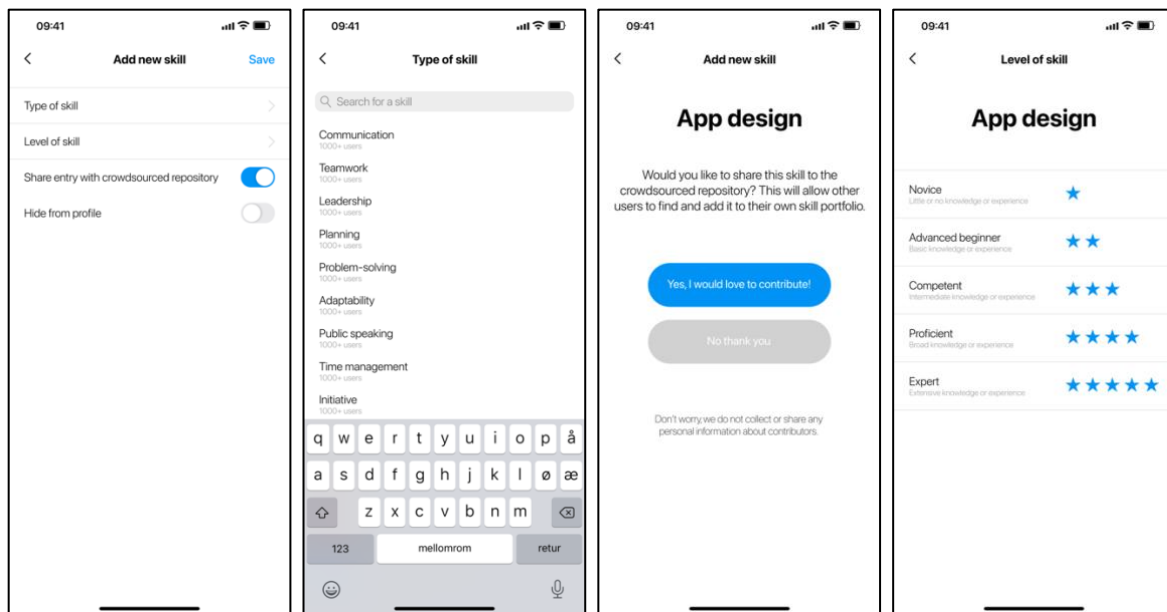 09:41
Add new skill
Save
Type of skill
Level of skill
Share entry with crowdsourced repository
Hide from profile
09:41
Type of skill
Search for a skill
Communication
1000+ users
Teamwork
1000+ users
Leadership
1000+ users
Planning
1000+ users
Problem-solving
1000+ users
Adaptability
1000+ users
Public speaking
1000+ users
Time management
1000+ users
Initiative
1000+ users
q w e r t y u i o p å
a s d f g h j k l ø æ
z x c v b n m
123 mellomrom retur
09:41
Add new skill
App design
Would you like to share this skill to the
crowdsourced repository? This will allow other
users to find and add it to their own skill portfolio.
Yes, I would love to contribute!
No thank you
Don't worry, we do not collect or share any
personal information about contributors.
09:41
Level of skill
App design
Novice
Little or no knowledge or experience
Advanced beginner
Basic knowledge or experience
Competent
Intermediate knowledge or experience
Proficient
Broad knowledge or experience
Expert
Extensive knowledge or experience